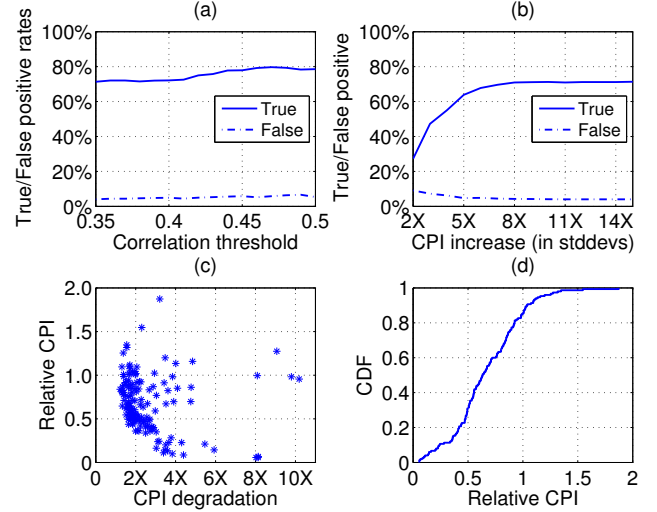 (a)
True/False positive rates
100%
80%
60%
40%
20%
0%
True
False
0.35
0.4
0.45
0.5
Correlation threshold
(b)
True/False positive
100%
80%
60%
40%
20%
0%
True
False
2X
5X
8X
11X
14X
CPI increase (in stddevs)
(c)
Relative CPI
2.0
1.5
1.0
0.5
0
0
2X
4X
6X
8X
10X
CPI degradation
(d)
CDF
1
0.8
0.6
0.4
0.2
0
0
0.5
1
1.5
2
Relative CPI